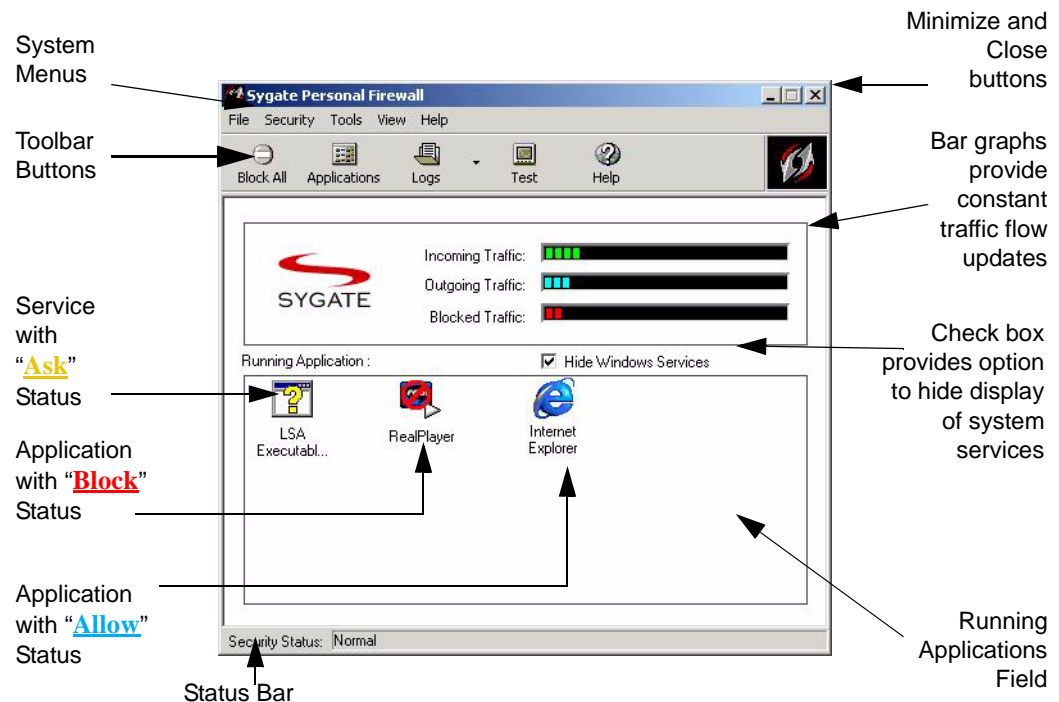 System
Menus
Toolbar
Buttons
Service
with
“Ask”
Status
Application
with “Block”
Status
Application
with “Allow”
Status
Status Bar
Sygate Personal Firewall
File Security Tools View Help
Block All Applications Logs Test Help
SYGATE
Incoming Traffic:
Outgoing Traffic:
Blocked Traffic:
Running Application :
Hide Windows Services
LSA
Executabl...
RealPlayer
Internet
Explorer
Security Status: Normal
Minimize and
Close
buttons
Bar graphs
provide
constant
traffic flow
updates
Check box
provides option
to hide display
of system
services
Running
Applications
Field